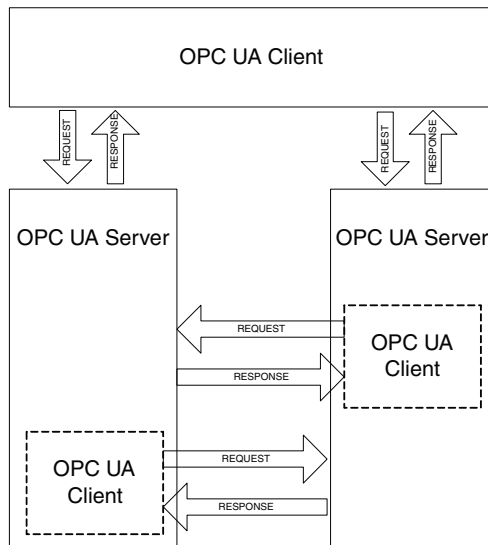 OPC UA Client
REQUEST
RESPONSE
REQUEST
RESPONSE
OPC UA Server
OPC UA Server
REQUEST
OPC UA
Client
RESPONSE
OPC UA
Client
REQUEST
RESPONSE